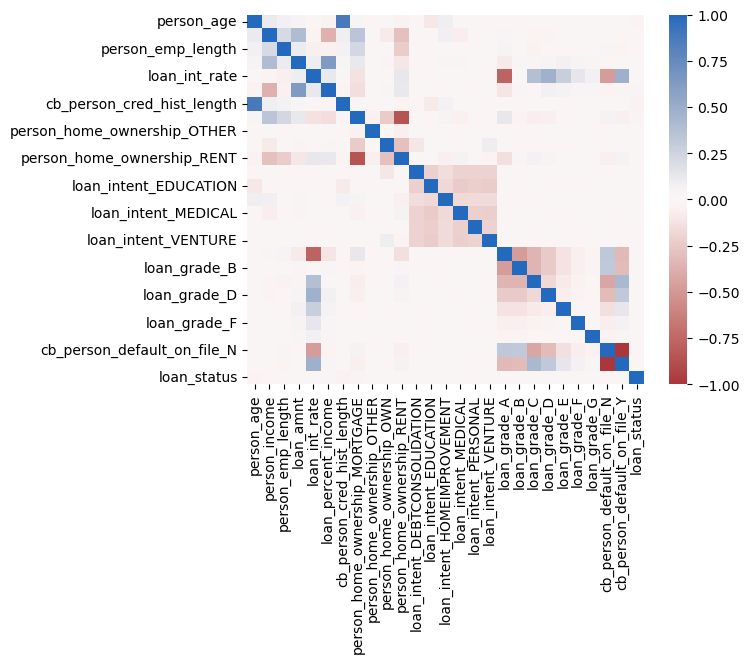 person_age
person_emp_length
loan_int_rate
cb_person_cred_hist_length
person_home_ownership_OTHER
person_home_ownership_RENT
loan_intent_EDUCATION
loan_intent_MEDICAL
loan_intent_VENTURE
loan_grade_B
loan_grade_D
loan_grade_F
cb_person_default_on_file_N
loan_status
person_age
person_income
person_emp_length
loan_amnt
loan_int_rate
loan_percent_income
cb_person_cred_hist_length
person_home_ownership_MORTGAGE
person_home_ownership_OTHER
person_home_ownership_OWN
person_home_ownership_RENT
loan_intent_DEBTCONSOLIDATION
loan_intent_EDUCATION
loan_intent_HOMEIMPROVEMENT
loan_intent_MEDICAL
loan_intent_PERSONAL
loan_intent_VENTURE
loan_grade_A
loan_grade_B
loan_grade_C
loan_grade_D
loan_grade_E
loan_grade_F
loan_grade_G
cb_person_default_on_file_N
cb_person_default_on_file_Y
loan_status
1.00
0.75
0.50
0.25
0.00
−0.25
−0.50
−0.75
−1.00